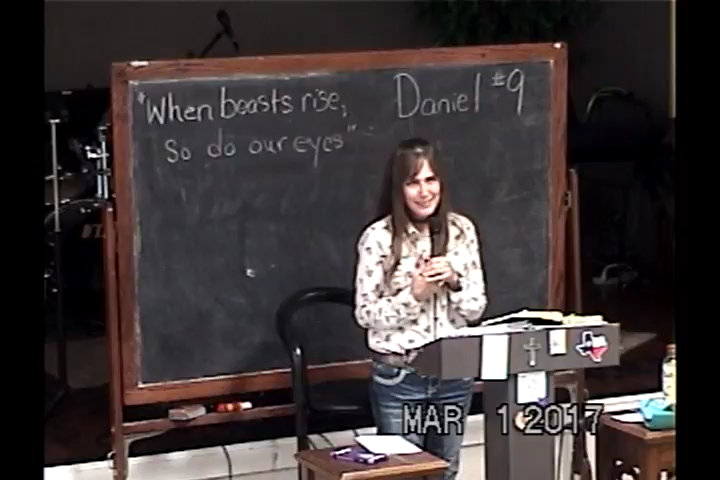 "When beasts rise, Daniel #9
So do our eyes"
MAR 1 2017